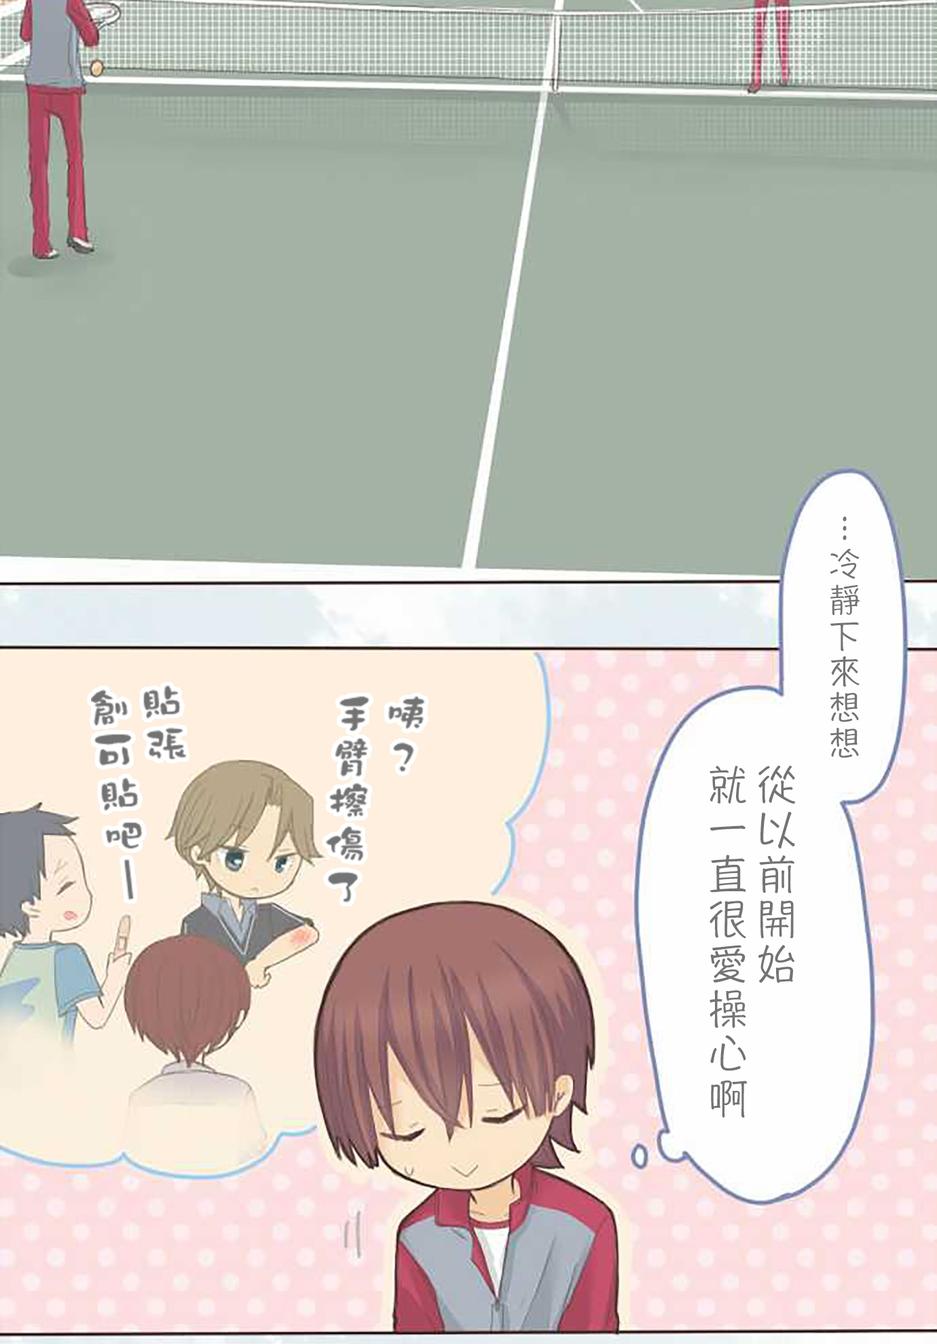 …冷靜下來想想
從以前開始
就一直很愛操心啊
咦？
手臂擦傷了
貼張
創可貼吧ー